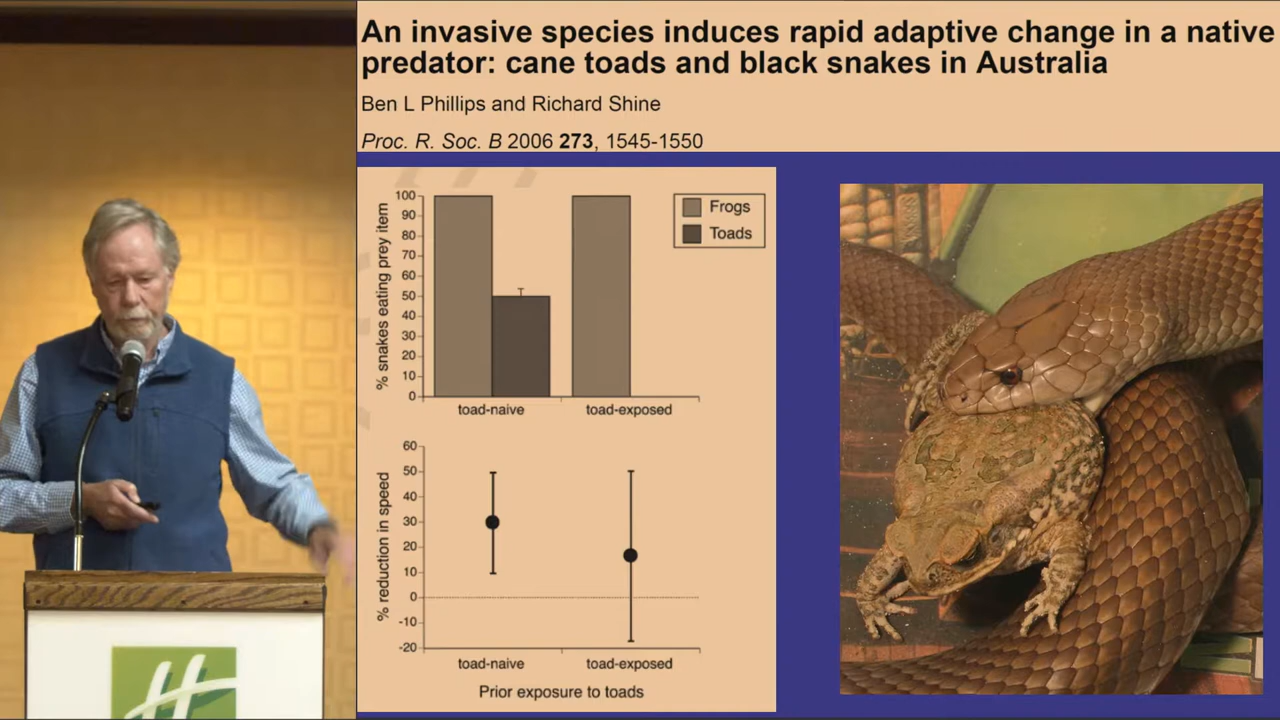 An invasive species induces rapid adaptive change in a native
predator: cane toads and black snakes in Australia
Ben L Phillips and Richard Shine
Proc. R. Soc. B 2006 273, 1545-1550
% snakes eating prey item
100
90
80
70
60
50
40
30
20
10
0
Frogs
Toads
toad-naive
toad-exposed
% reduction in speed
60
50
40
30
20
10
0
-10
-20
toad-naive
toad-exposed
Prior exposure to toads
H